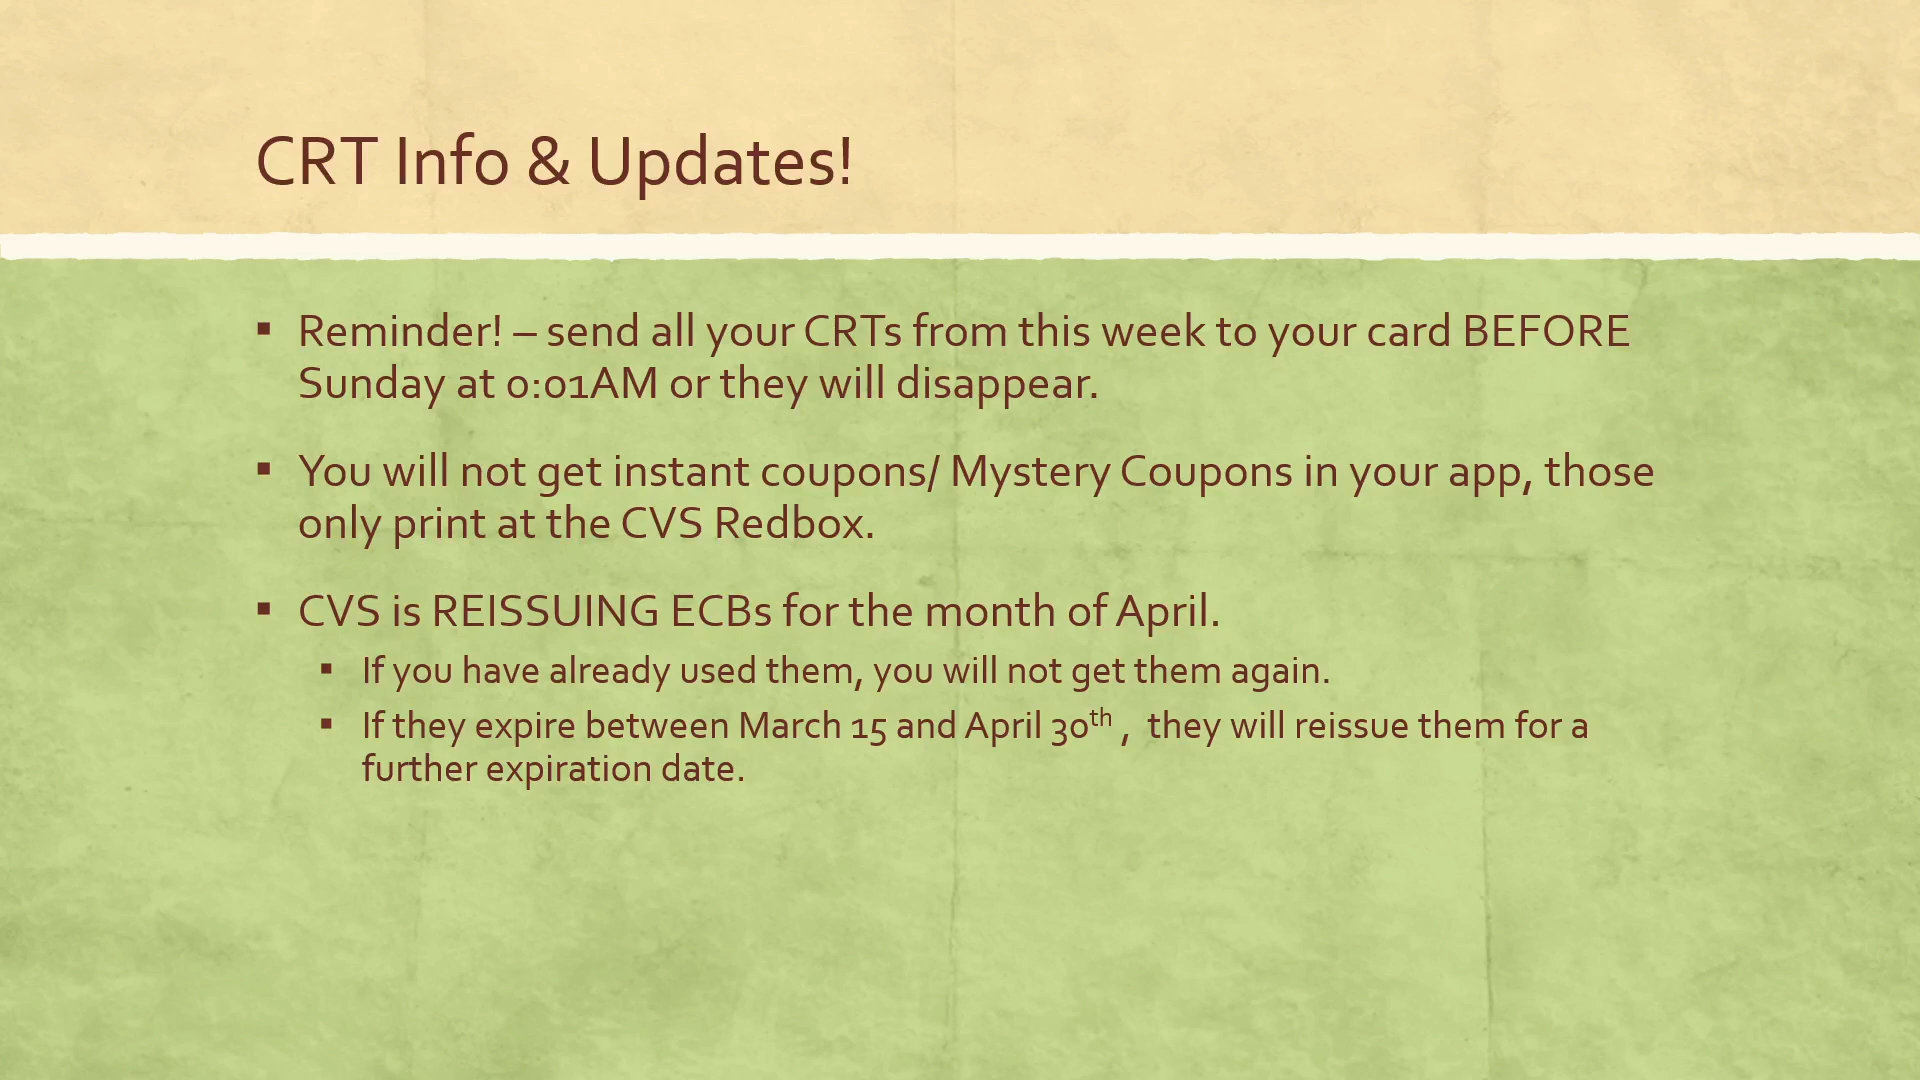 CRT Info & Updates!
▪ Reminder! – send all your CRTs from this week to your card BEFORE
Sunday at 0:01AM or they will disappear.
▪ You will not get instant coupons/ Mystery Coupons in your app, those
only print at the CVS Redbox.
▪ CVS is REISSUING ECBs for the month of April.
▪ If you have already used them, you will not get them again.
▪ If they expire between March 15 and April 30th , they will reissue them for a
further expiration date.